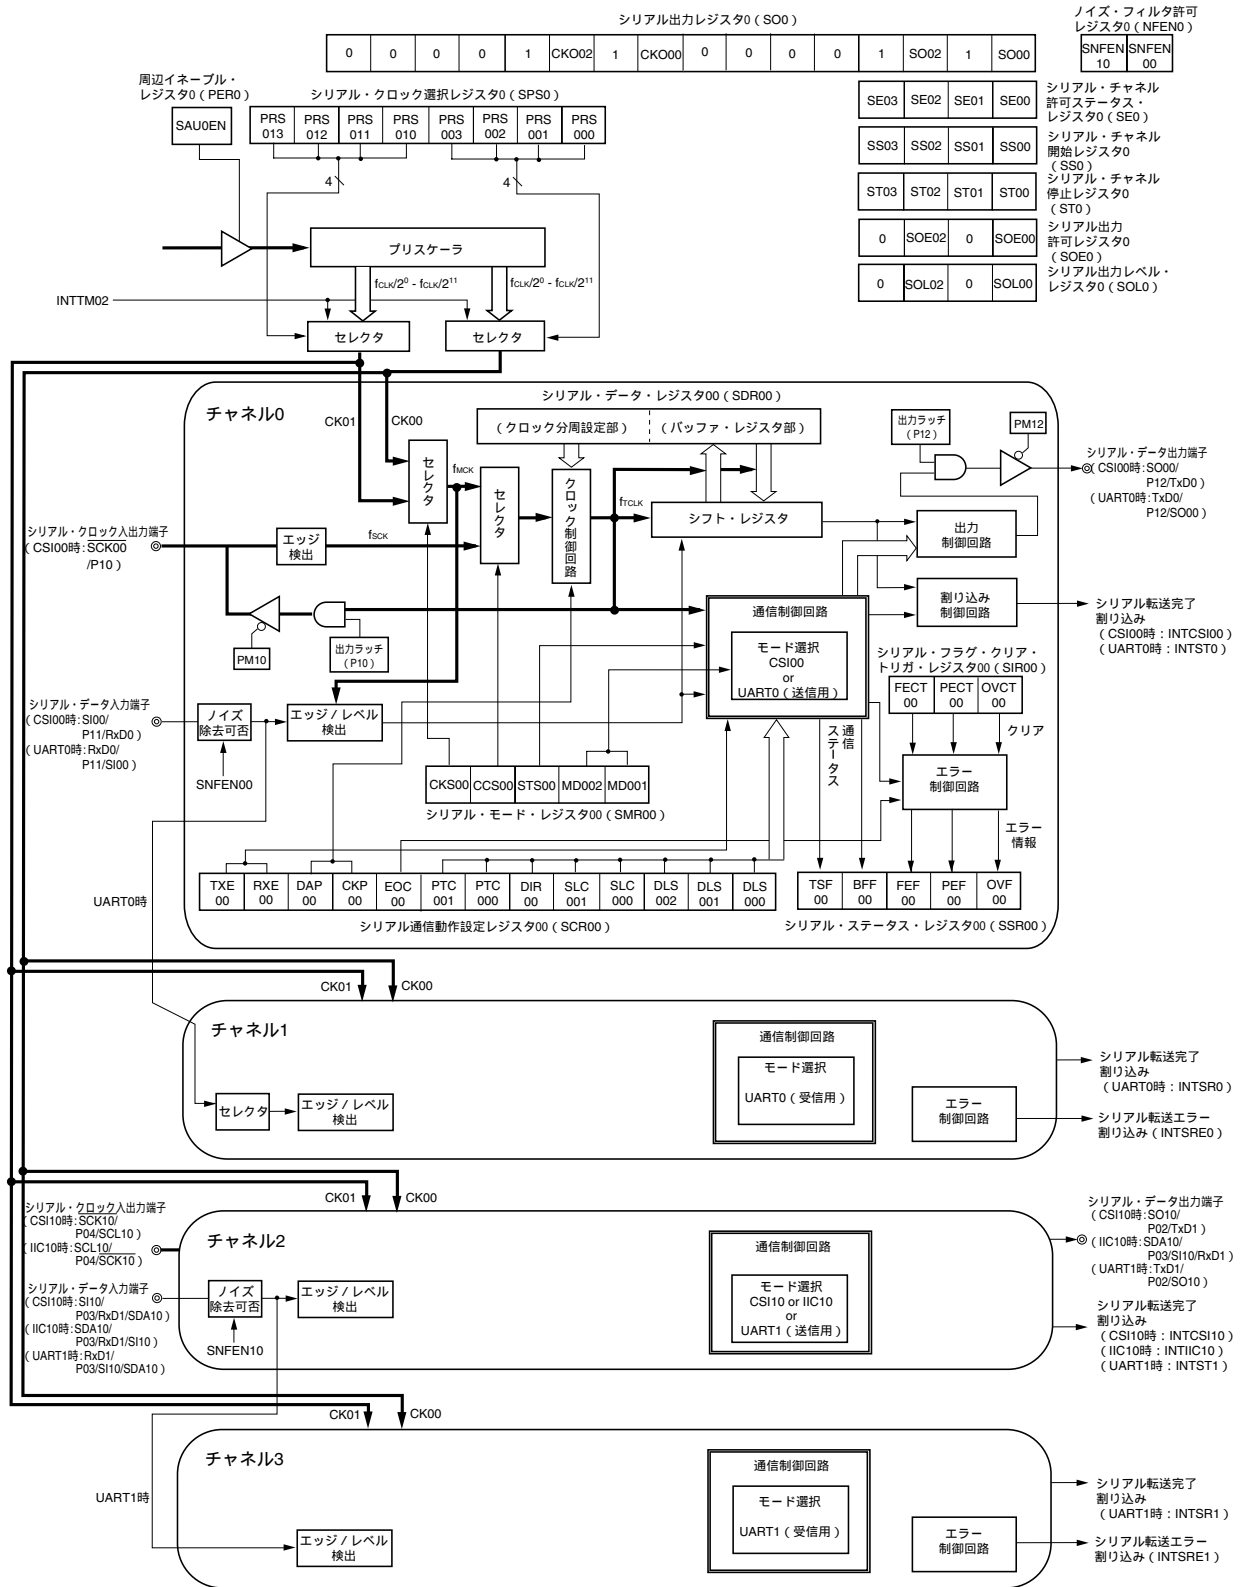 シリアル出力レジスタ0（SO0）
0 0 0 0 1 CKO02 1 CKO00 0 0 0 0 1 SO02 1 SO00
ノイズ・フィルタ許可
レジスタ0（NFEN0）
SNFEN
10
SNFEN
00
周辺イネーブル・
レジスタ0（PER0）
SAU0EN
シリアル・クロック選択レジスタ0（SPS0）
PRS
013
PRS
012
PRS
011
PRS
010
PRS
003
PRS
002
PRS
001
PRS
000
4
4
SE03 SE02 SE01 SE00
シリアル・チャネル
許可ステータス・
レジスタ0（SE0）
SS03 SS02 SS01 SS00
シリアル・チャネル
開始レジスタ0
（SS0）
ST03 ST02 ST01 ST00
シリアル・チャネル
停止レジスタ0
（ST0）
0 SOE02 0 SOE00
シリアル出力
許可レジスタ0
（SOE0）
0 SOL02 0 SOL00
シリアル出力レベル・
レジスタ0（SOL0）
プリスケーラ
fCLK/2⁰ - fCLK/2¹¹
fCLK/2⁰ - fCLK/2¹¹
INTTM02
セレクタ
セレクタ
チャネル0
CK01
CK00
シリアル・データ・レジスタ00（SDR00）
（クロック分周設定部）
（バッファ・レジスタ部）
セレクタ
fMCK
セレクタ
クロック制御回路
fTCLK
シフト・レジスタ
出力ラッチ
（P12）
PM12
シリアル・データ出力端子
（CSI00時：SO00/
P12/TxD0）
（UART0時：TxD0/
P12/SO00）
出力
制御回路
シリアル・クロック入出力端子
（CSI00時：SCK00
/P10）
エッジ
検出
fSCK
PM10
出力ラッチ
（P10）
通信制御回路
モード選択
CSI00
or
UART0（送信用）
割り込み
制御回路
シリアル転送完了
割り込み
（CSI00時：INTCSI00）
（UART0時：INTST0）
シリアル・フラグ・クリア・
トリガ・レジスタ00（SIR00）
FECT
00
PECT
00
OVCT
00
クリア
シリアル・データ入力端子
（CSI00時：SI00/
P11/RxD0）
（UART0時：RxD0/
P11/SI00）
ノイズ
除去可否
SNFEN00
エッジ / レベル
検出
通信
ステータス
エラー
制御回路
エラー
情報
CKS00 CCS00 STS00 MD002 MD001
シリアル・モード・レジスタ00（SMR00）
UART0時
TXE
00
RXE
00
DAP
00
CKP
00
EOC
00
PTC
001
PTC
000
DIR
00
SLC
001
SLC
000
DLS
002
DLS
001
DLS
000
シリアル通信動作設定レジスタ00（SCR00）
TSF
00
BFF
00
FEF
00
PEF
00
OVF
00
シリアル・ステータス・レジスタ00（SSR00）
CK01
CK00
チャネル1
セレクタ
エッジ / レベル
検出
通信制御回路
モード選択
UART0（受信用）
エラー
制御回路
シリアル転送完了
割り込み
（UART0時：INTSR0）
シリアル転送エラー
割り込み（INTSRE0）
CK01
CK00
シリアル・クロック入出力端子
（CSI10時：SCK10/
P04/SCL10）
（IIC10時：SCL10/
P04/SCK10）
シリアル・データ入力端子
（CSI10時：SI10/
P03/RxD1/SDA10）
（IIC10時：SDA10/
P03/RxD1/SI10）
（UART1時：RxD1/
P03/SI10/SDA10）
チャネル2
ノイズ
除去可否
SNFEN10
エッジ / レベル
検出
通信制御回路
モード選択
CSI10 or IIC10
or
UART1（送信用）
シリアル・データ出力端子
（CSI10時：SO10/
P02/TxD1）
（IIC10時：SDA10/
P03/SI10/RxD1）
（UART1時：TxD1/
P02/SO10）
シリアル転送完了
割り込み
（CSI10時：INTCSI10）
（IIC10時：INTIIC10）
（UART1時：INTST1）
CK01
CK00
チャネル3
UART1時
エッジ / レベル
検出
通信制御回路
モード選択
UART1（受信用）
エラー
制御回路
シリアル転送完了
割り込み
（UART1時：INTSR1）
シリアル転送エラー
割り込み（INTSRE1）